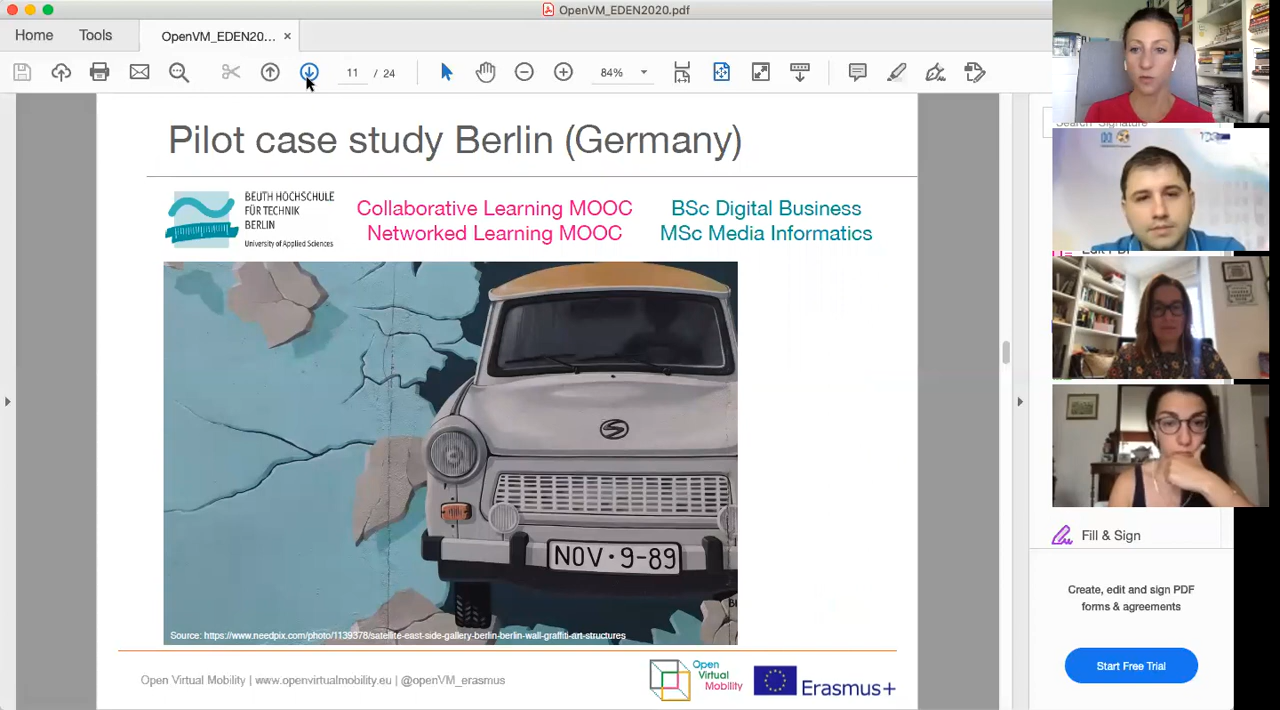 OpenVM_EDEN2020.pdf
Home
Tools
OpenVM_EDEN20...
×
11 / 24
84%
Pilot case study Berlin (Germany)
BEUTH HOCHSCHULE
FÜR TECHNIK
BERLIN
University of Applied Sciences
Collaborative Learning MOOC
Networked Learning MOOC
BSc Digital Business
MSc Media Informatics
NOV•9-89
Source: https://www.needpix.com/photo/1139378/satellite-east-side-gallery-berlin-berlin-wall-graffiti-art-structures
Open Virtual Mobility | www.openvirtualmobility.eu | @openVM_erasmus
Open
Virtual
Mobility
Erasmus+
Fill & Sign
Create, edit and sign PDF
forms & agreements
Start Free Trial